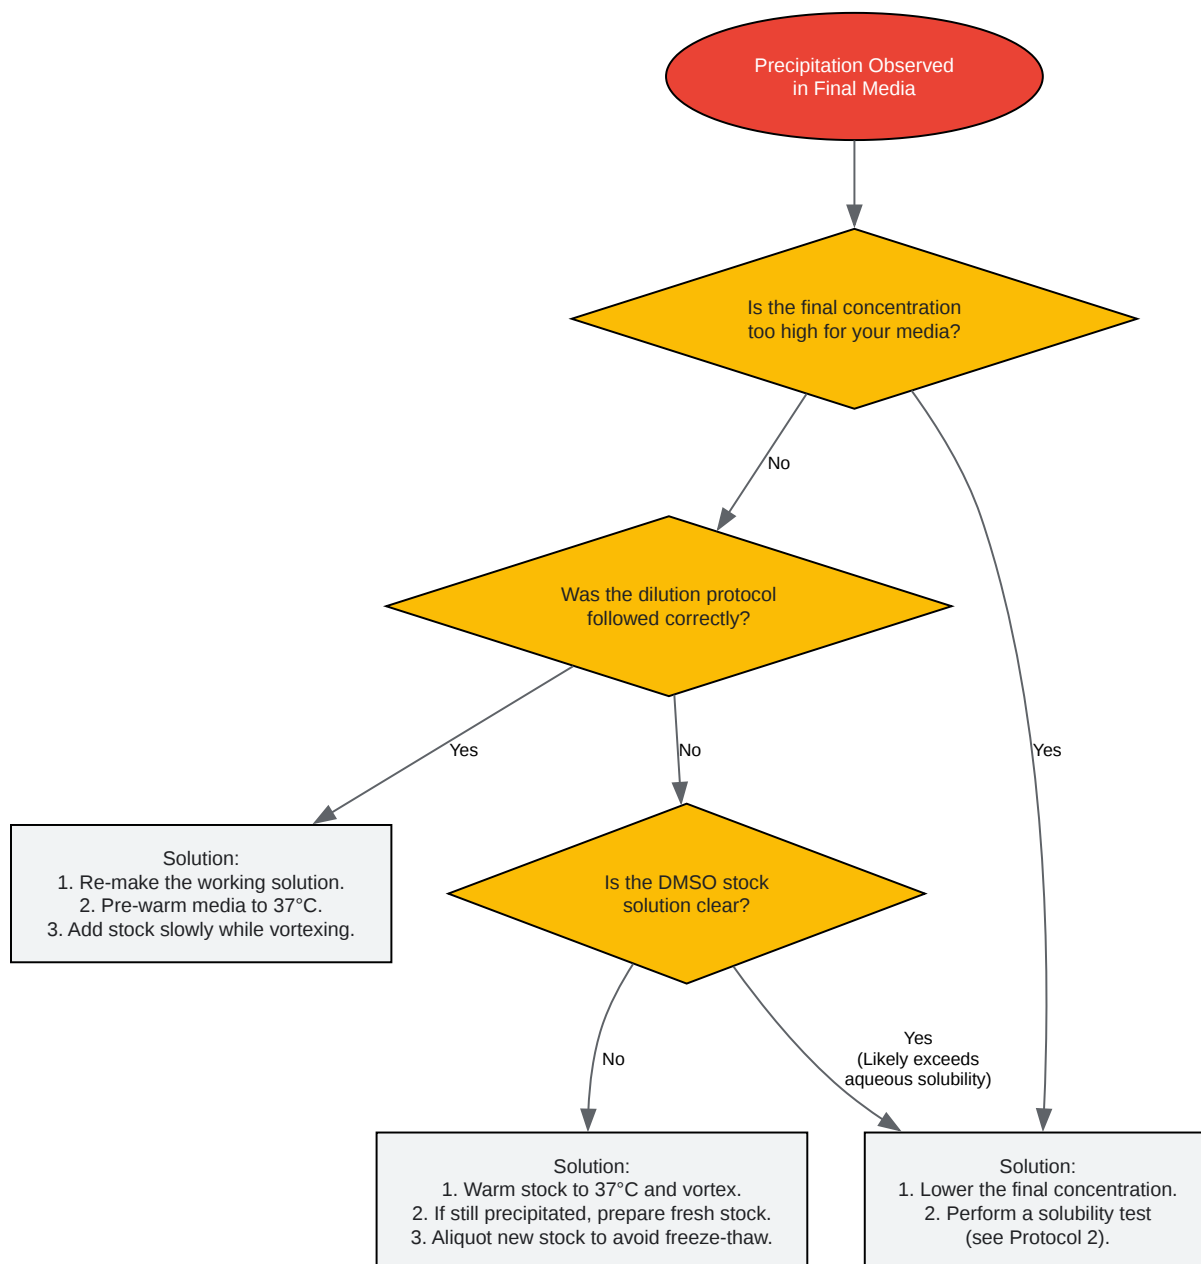 Precipitation Observed
in Final Media
Is the final concentration
too high for your media?
No
Was the dilution protocol
followed correctly?
Yes
No
Yes
Solution:
1. Re-make the working solution.
2. Pre-warm media to 37°C.
3. Add stock slowly while vortexing.
Is the DMSO stock
solution clear?
No
Yes
(Likely exceeds
aqueous solubility)
Solution:
1. Warm stock to 37°C and vortex.
2. If still precipitated, prepare fresh stock.
3. Aliquot new stock to avoid freeze-thaw.
Solution:
1. Lower the final concentration.
2. Perform a solubility test
(see Protocol 2).